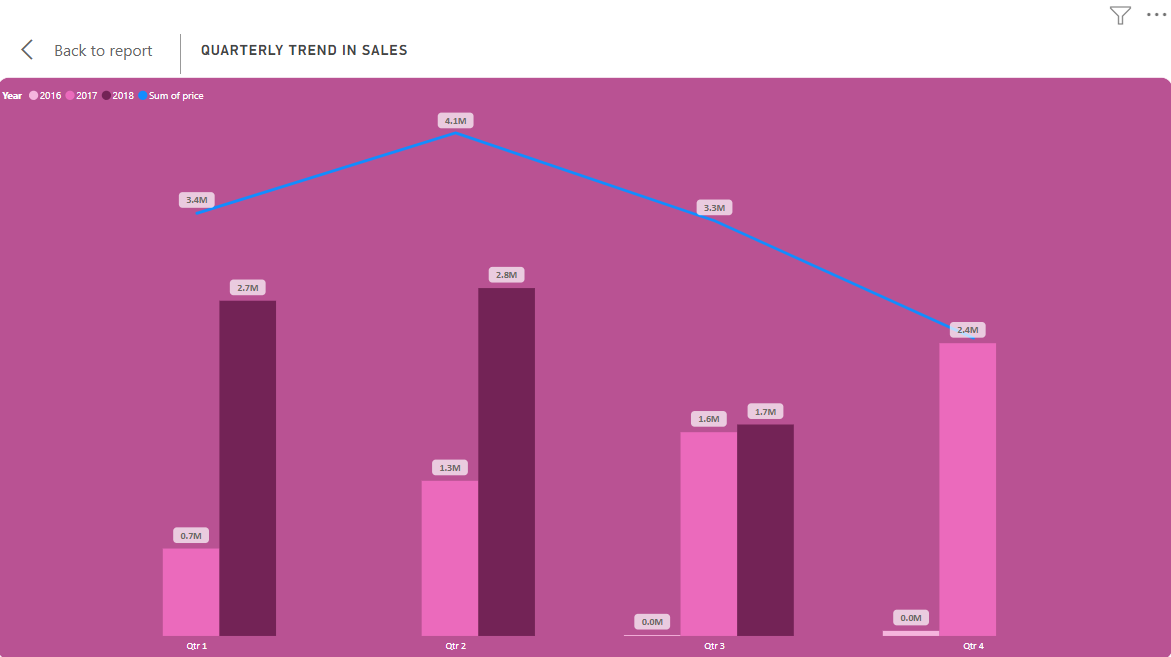 Back to report
QUARTERLY TREND IN SALES
Year 2016 2017 2018 Sum of price
4.1M
3.4M
3.3M
2.8M
2.7M
2.4M
1.7M
1.6M
1.3M
0.7M
0.0M
0.0M
Qtr 1 Qtr 2 Qtr 3 Qtr 4